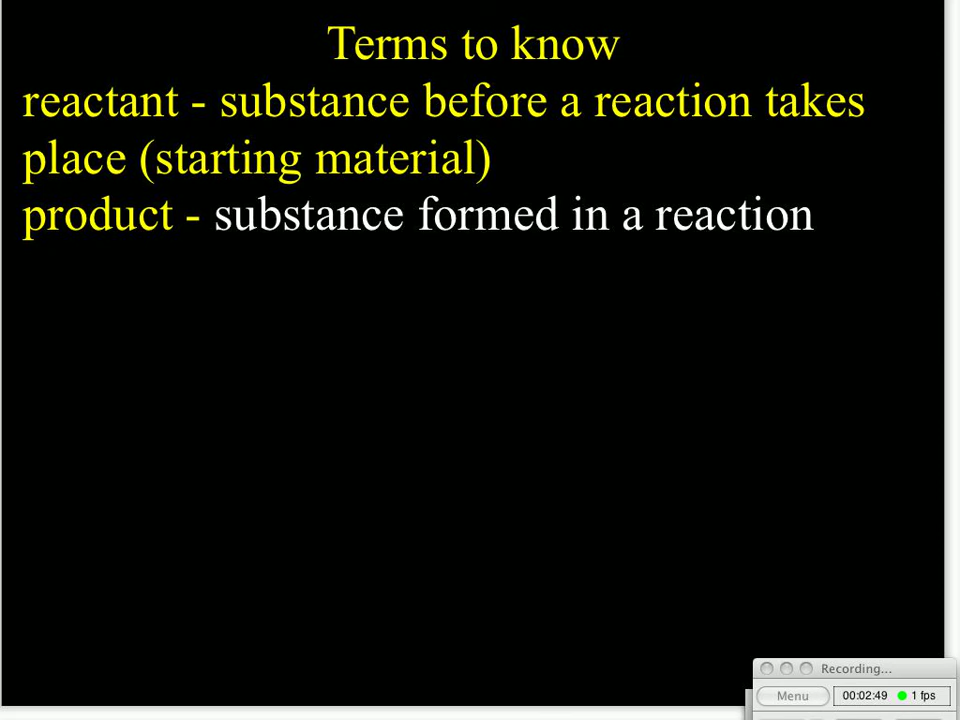 Terms to know
reactant - substance before a reaction takes
place (starting material)
product - substance formed in a reaction
Recording...
Menu
00:02:49 1 fps